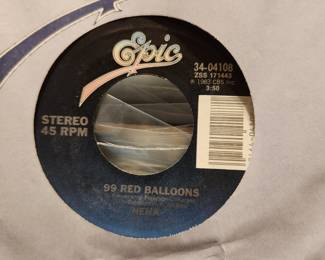 Epic
34-04108
ZSS 171443
℗ 1983 CBS Inc.
3:50
STEREO
45 RPM
99 RED BALLOONS
NENA